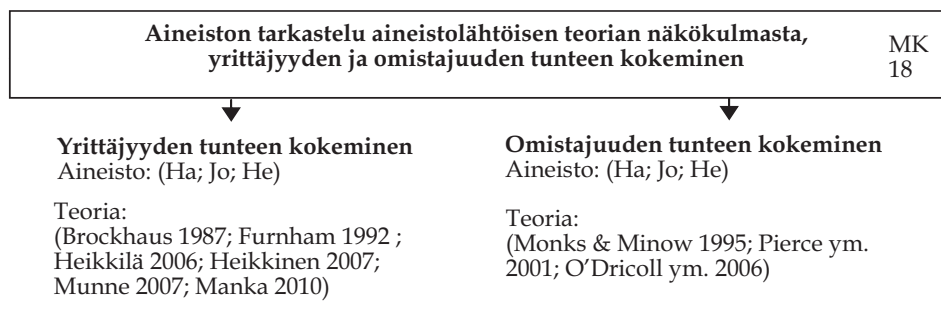 Aineiston tarkastelu aineistolähtöisen teorian näkökulmasta,
yrittäjyyden ja omistajuuden tunteen kokeminen
MK
18
Yrittäjyyden tunteen kokeminen
Aineisto: (Ha; Jo; He)
Teoria:
(Brockhaus 1987; Furnham 1992 ;
Heikkilä 2006; Heikkinen 2007;
Munne 2007; Manka 2010)
Omistajuuden tunteen kokeminen
Aineisto: (Ha; Jo; He)
Teoria:
(Monks & Minow 1995; Pierce ym.
2001; O’Dricoll ym. 2006)